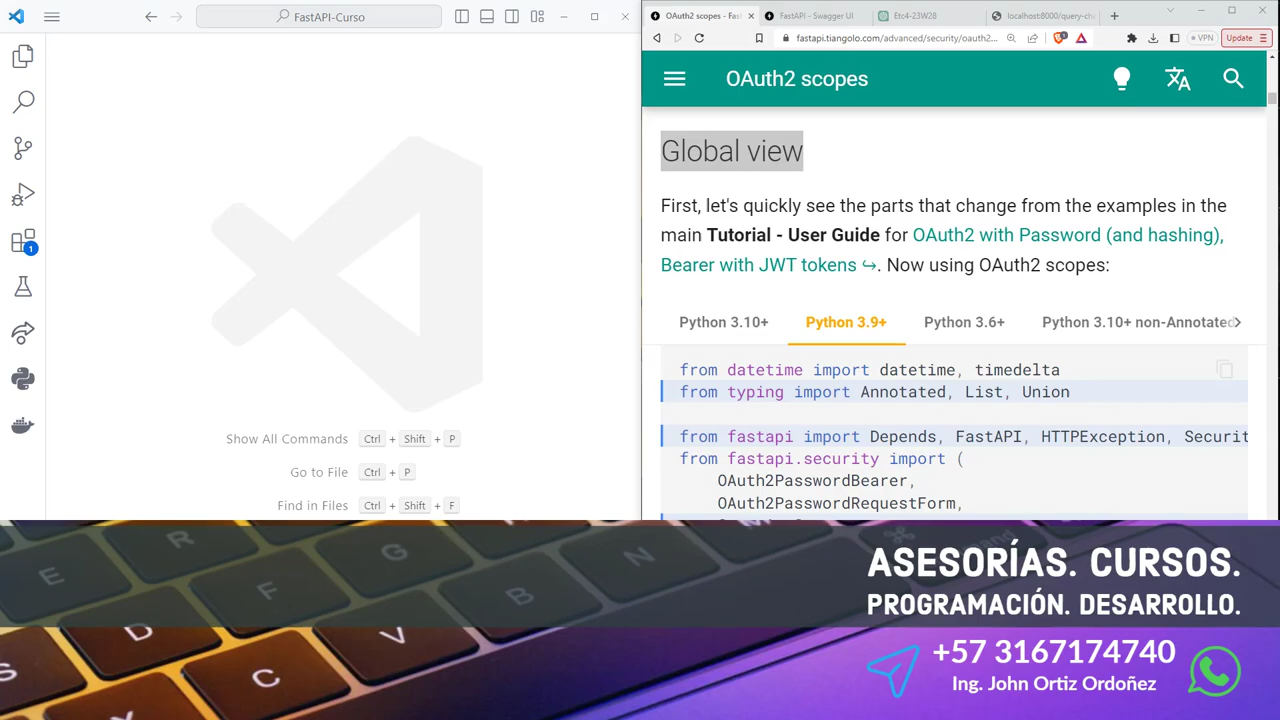 FastAPI-Curso
1
Show All Commands Ctrl + Shift + P
Go to File Ctrl + P
Find in Files Ctrl + Shift + F
OAuth2 scopes - Fas
FastAPI - Swagger UI
Etc4-23W28
localhost:8000/query-ch
fastapi.tiangolo.com/advanced/security/oauth2...
VPN
Update
OAuth2 scopes
Global view
First, let's quickly see the parts that change from the examples in the
main Tutorial - User Guide for OAuth2 with Password (and hashing),
Bearer with JWT tokens ↪. Now using OAuth2 scopes:
Python 3.10+ Python 3.9+ Python 3.6+ Python 3.10+ non-Annotated
from datetime import datetime, timedelta
from typing import Annotated, List, Union
from fastapi import Depends, FastAPI, HTTPException, Securit
from fastapi.security import (
OAuth2PasswordBearer,
OAuth2PasswordRequestForm,
ASESORÍAS. CURSOS.
PROGRAMACIÓN. DESARROLLO.
+57 3167174740
Ing. John Ortiz Ordoñez